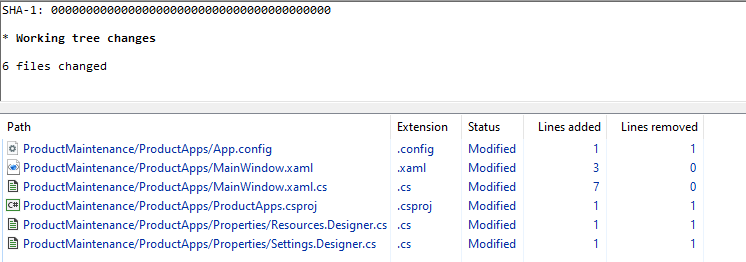 SHA-1: 0000000000000000000000000000000000000000
* Working tree changes
6 files changed
Path Extension Status Lines added Lines removed
ProductMaintenance/ProductApps/App.config .config Modified 1 1
ProductMaintenance/ProductApps/MainWindow.xaml .xaml Modified 3 0
ProductMaintenance/ProductApps/MainWindow.xaml.cs .cs Modified 7 0
C# ProductMaintenance/ProductApps/ProductApps.csproj .csproj Modified 1 1
ProductMaintenance/ProductApps/Properties/Resources.Designer.cs .cs Modified 1 1
ProductMaintenance/ProductApps/Properties/Settings.Designer.cs .cs Modified 1 1